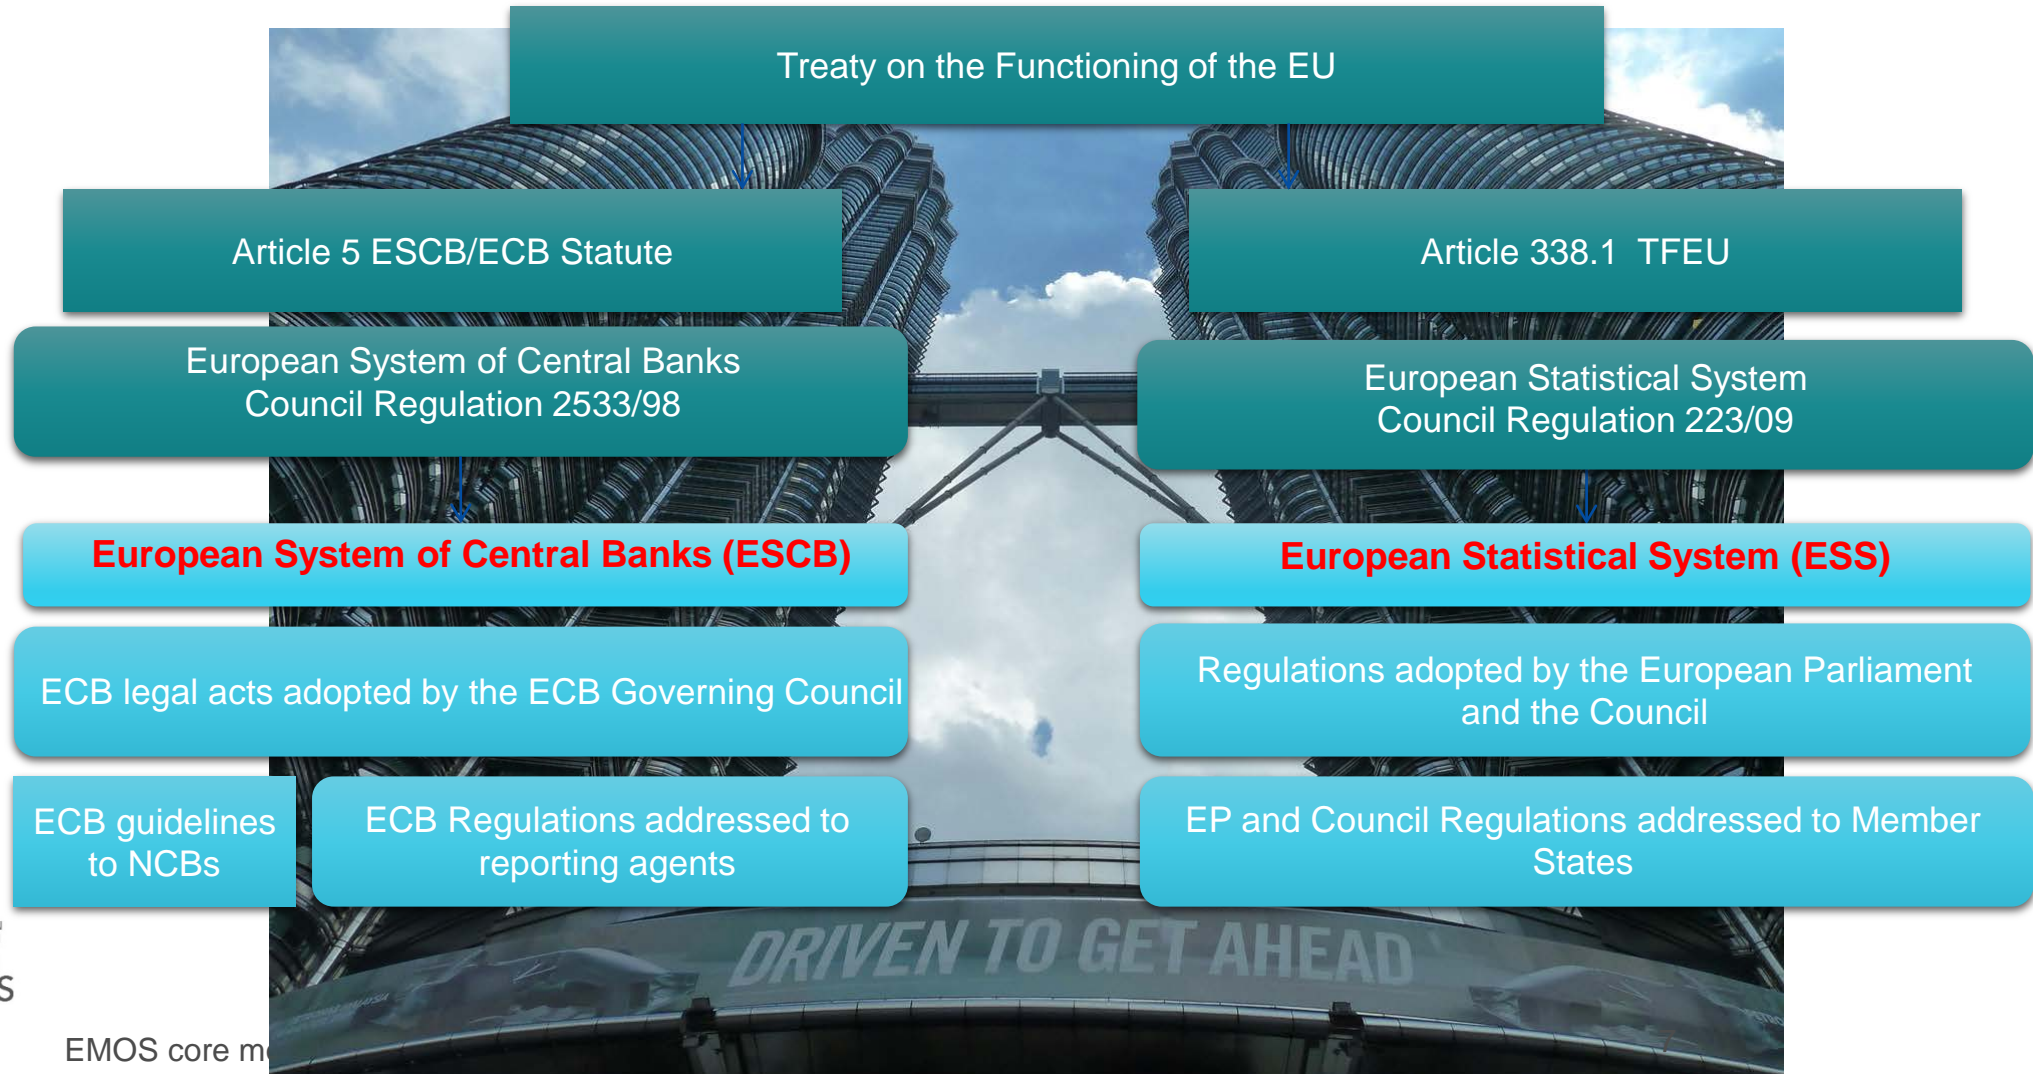 Treaty on the Functioning of the EU
Article 5 ESCB/ECB Statute
Article 338.1 TFEU
European System of Central Banks
Council Regulation 2533/98
European Statistical System
Council Regulation 223/09
European System of Central Banks (ESCB)
European Statistical System (ESS)
ECB legal acts adopted by the ECB Governing Council
Regulations adopted by the European Parliament
and the Council
ECB guidelines
to NCBs
ECB Regulations addressed to
reporting agents
EP and Council Regulations addressed to Member
States
DRIVEN TO GET AHEAD
S
EMOS core
7